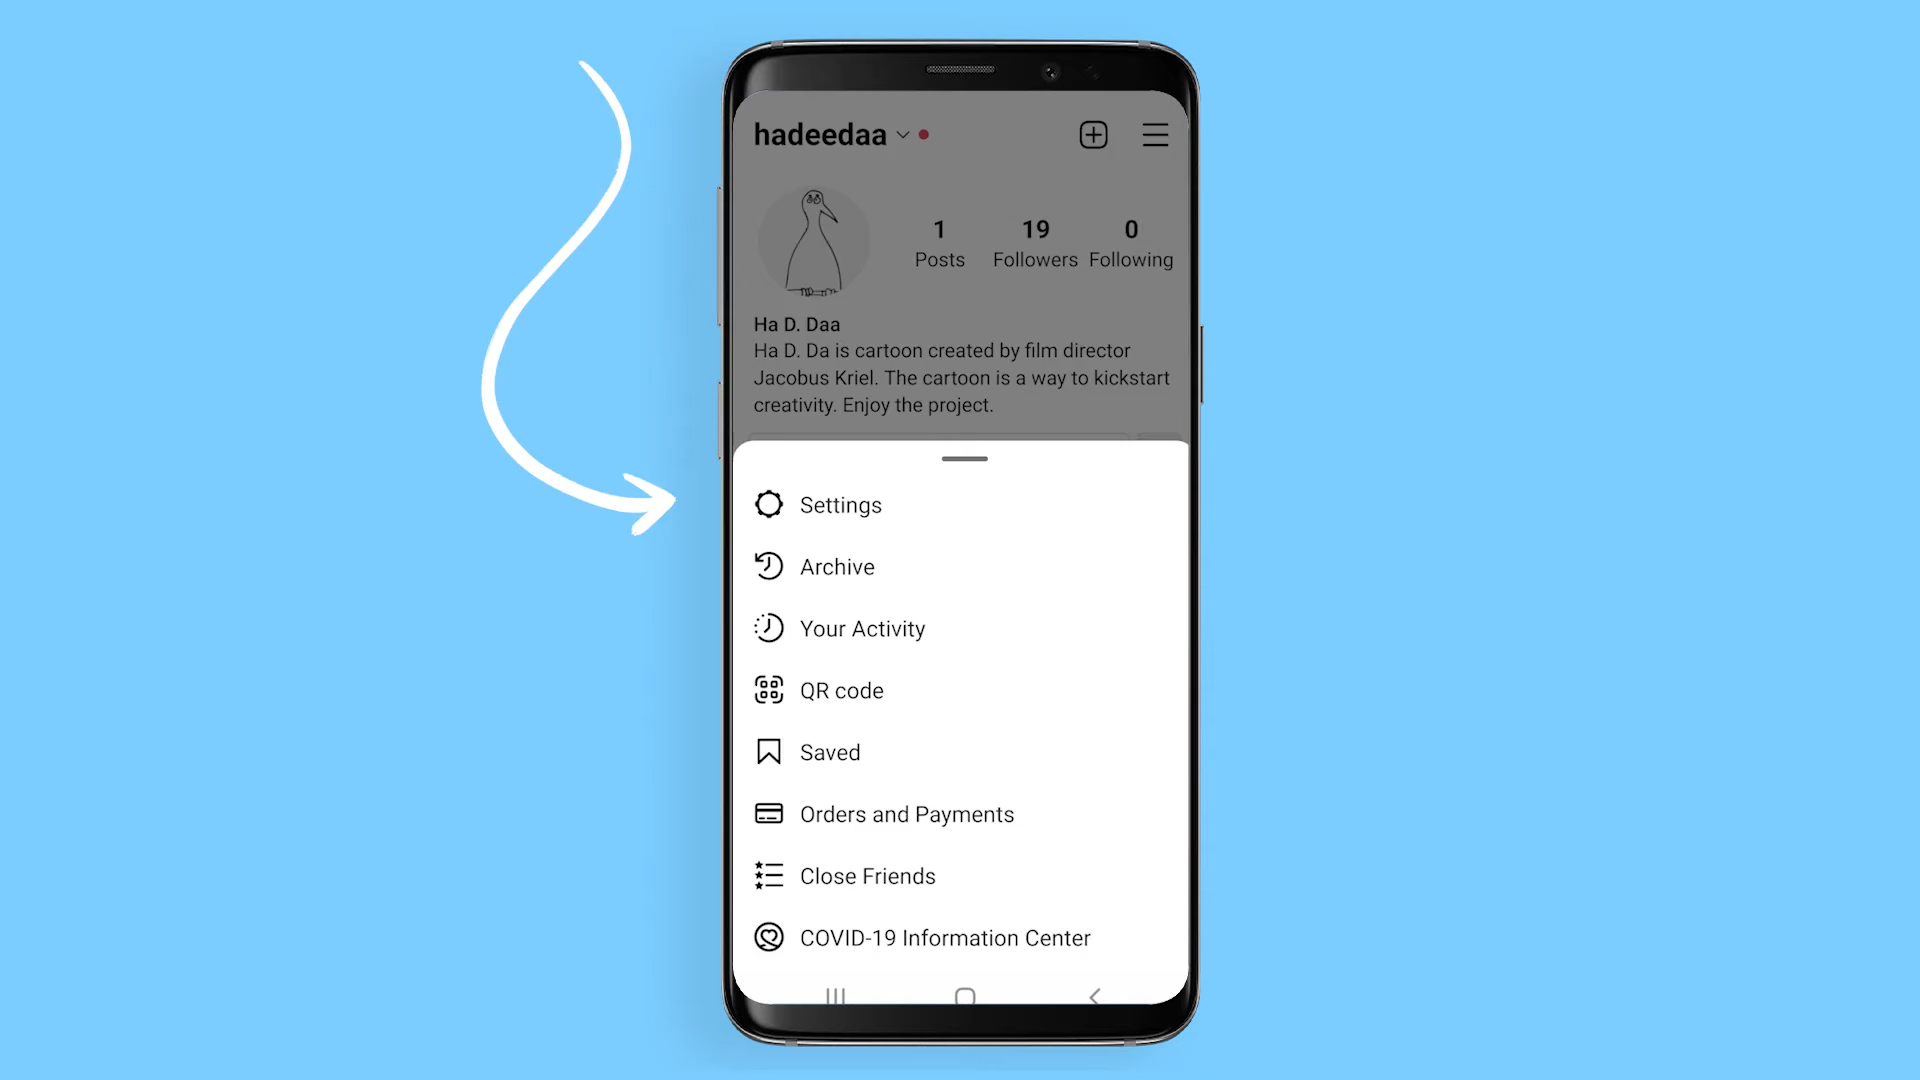 hadeedaa
1 19 0
Posts Followers Following
Ha D. Daa
Ha D. Da is cartoon created by film director
Jacobus Kriel. The cartoon is a way to kickstart
creativity. Enjoy the project.
Settings
Archive
Your Activity
QR code
Saved
Orders and Payments
Close Friends
COVID-19 Information Center